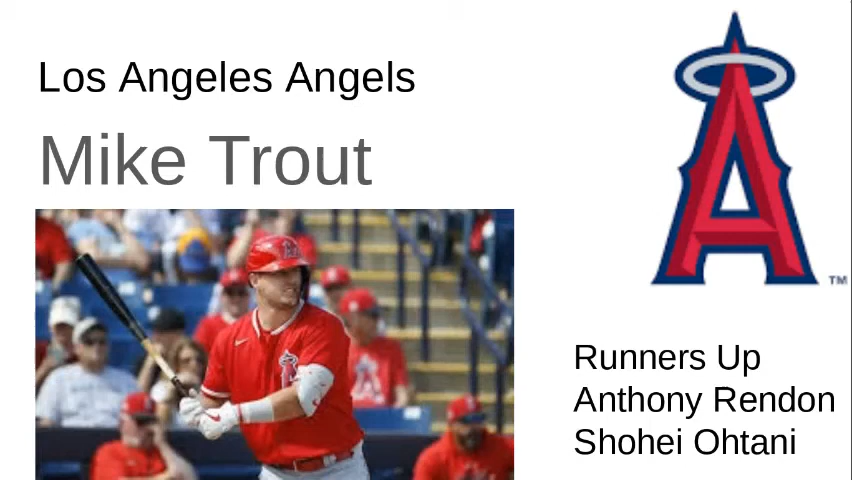 Los Angeles Angels
Mike Trout
A
TM
Runners Up
Anthony Rendon
Shohei Ohtani